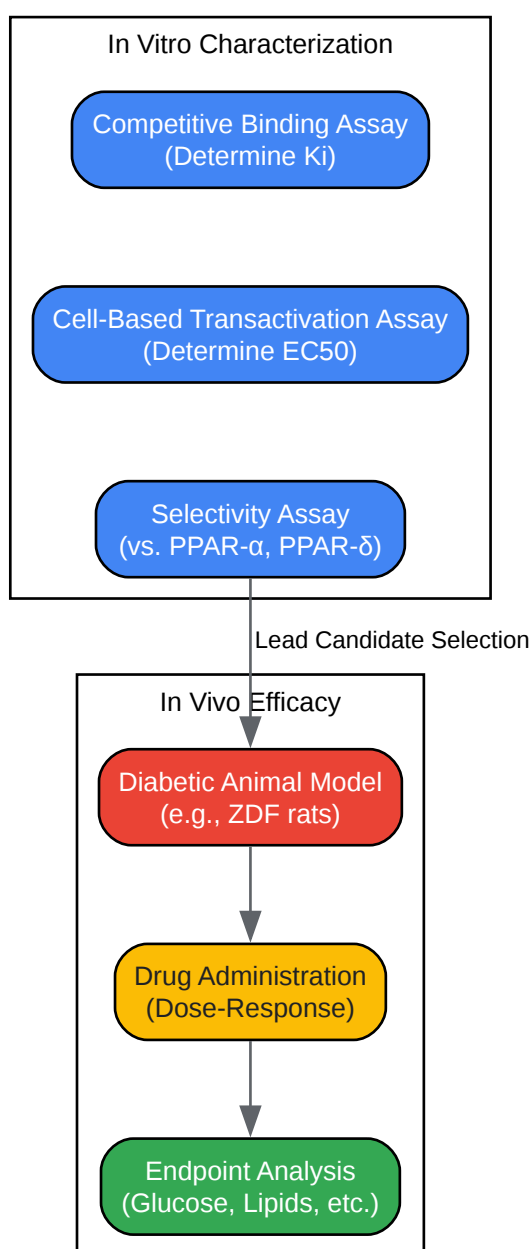 In Vitro Characterization
Competitive Binding Assay
(Determine Ki)
Cell-Based Transactivation Assay
(Determine EC50)
Selectivity Assay
(vs. PPAR-α, PPAR-δ)
Lead Candidate Selection
In Vivo Efficacy
Diabetic Animal Model
(e.g., ZDF rats)
Drug Administration
(Dose-Response)
Endpoint Analysis
(Glucose, Lipids, etc.)